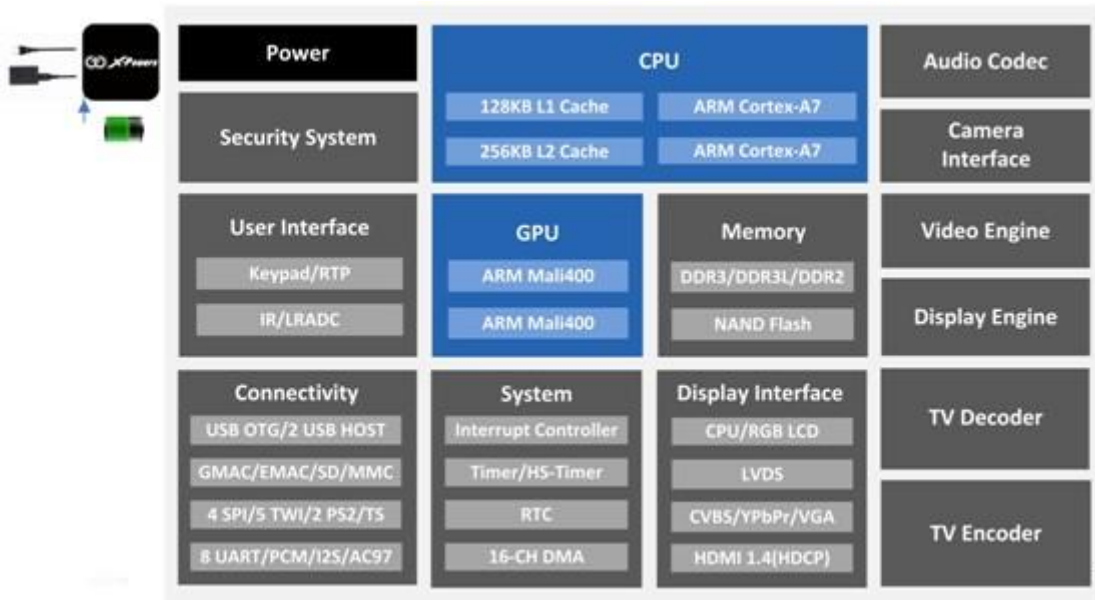 XPowers
Power
Security System
CPU
128KB L1 Cache
ARM Cortex-A7
256KB L2 Cache
ARM Cortex-A7
Audio Codec
Camera
Interface
User Interface
Keypad/RTP
IR/LRADC
GPU
ARM Mali400
ARM Mali400
Memory
DDR3/DDR3L/DDR2
NAND Flash
Video Engine
Display Engine
Connectivity
USB OTG/2 USB HOST
GMAC/EMAC/SD/MMC
4 SPI/5 TWI/2 PS2/TS
8 UART/PCM/I2S/AC97
System
Interrupt Controller
Timer/HS-Timer
RTC
16-CH DMA
Display Interface
CPU/RGB LCD
LVDS
CVBS/YPbPr/VGA
HDMI 1.4(HDCP)
TV Decoder
TV Encoder